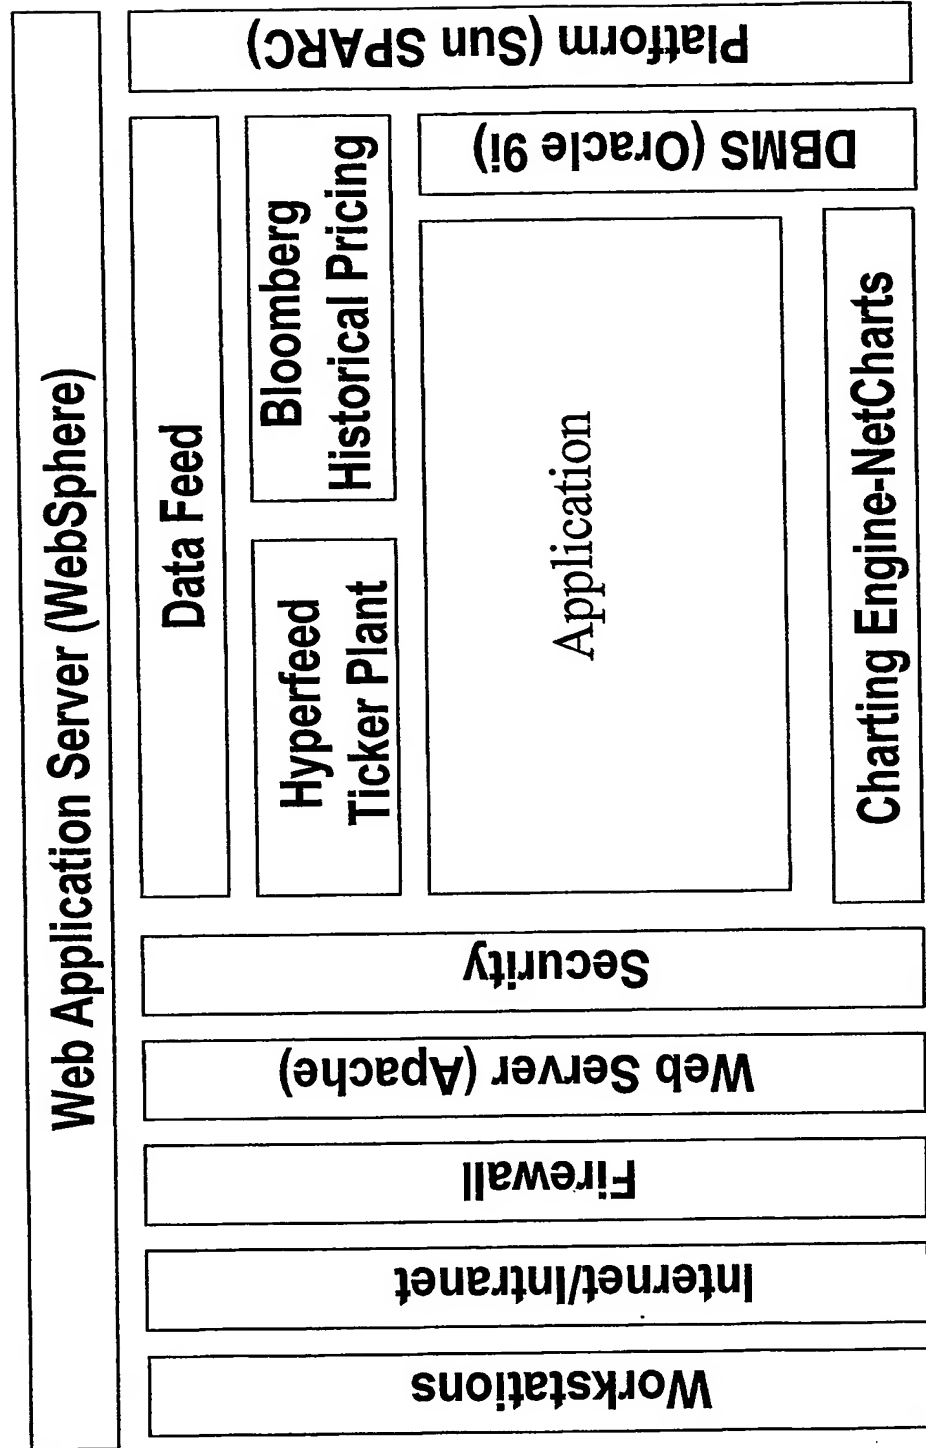 Web Application Server (WebSphere)
Workstations
Internet/Intranet
Firewall
Web Server (Apache)
Security
Data Feed
Hyperfeed
Ticker Plant
Bloomberg
Historical Pricing
Application
Charting Engine-NetCharts
DBMS (Oracle 9i)
Platform (Sun SPARC)